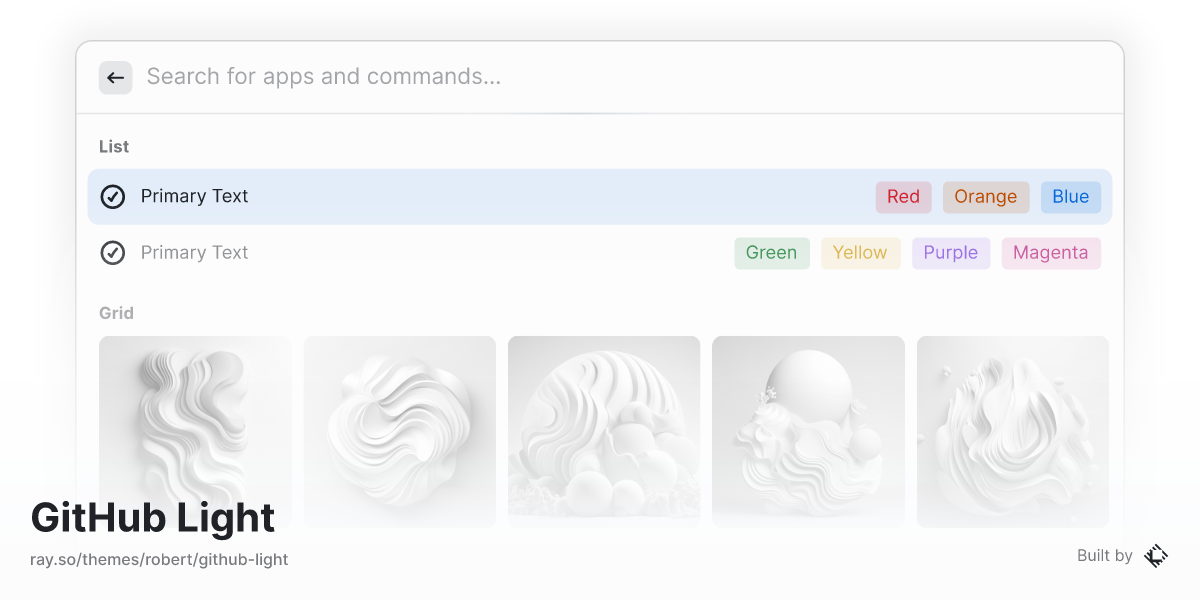 Search for apps and commands...
List
Primary Text Red Orange Blue
Primary Text Green Yellow Purple Magenta
Grid
GitHub Light
ray.so/themes/robert/github-light
Built by